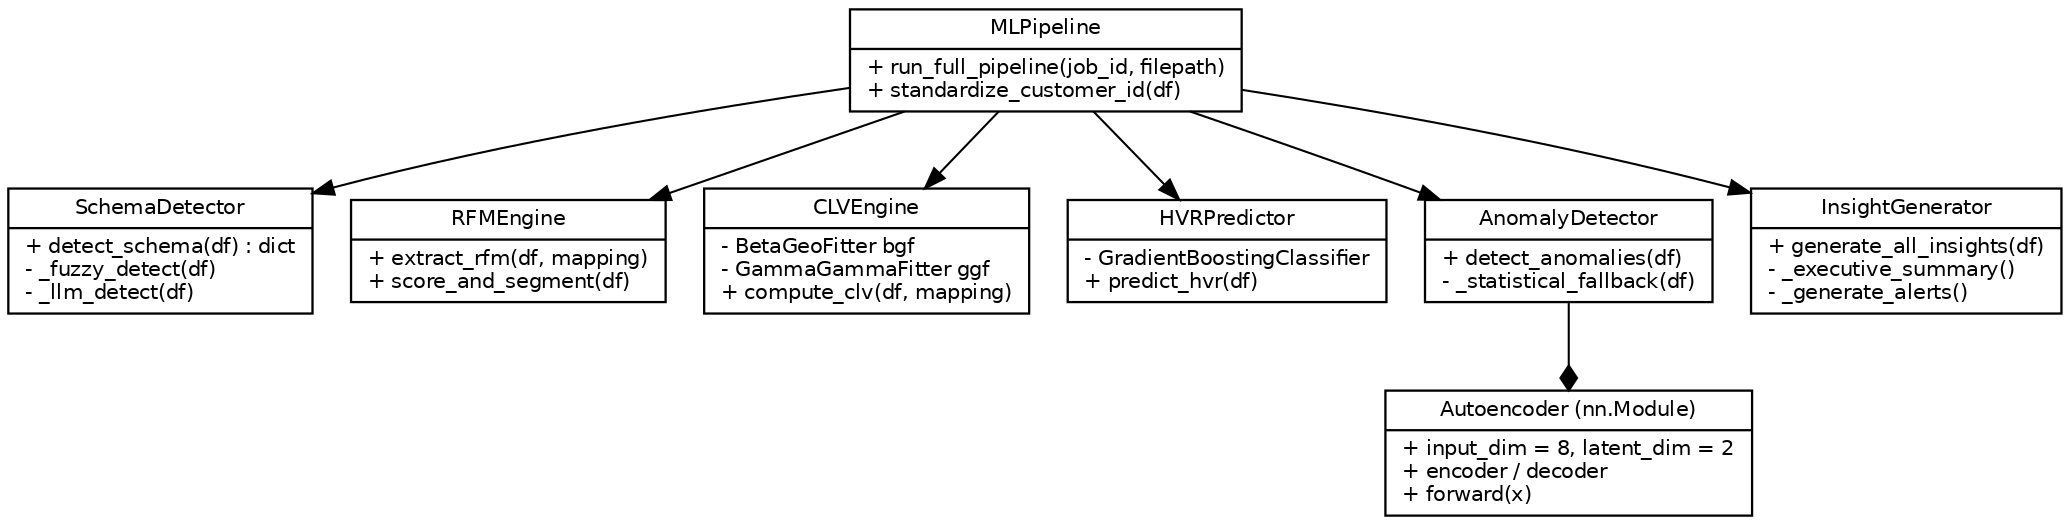 MLPipeline
+ run_full_pipeline(job_id, filepath)
+ standardize_customer_id(df)
SchemaDetector
+ detect_schema(df) : dict
- _fuzzy_detect(df)
- _llm_detect(df)
RFMEngine
+ extract_rfm(df, mapping)
+ score_and_segment(df)
CLVEngine
- BetaGeoFitter bgf
- GammaGammaFitter ggf
+ compute_clv(df, mapping)
HVRPredictor
- GradientBoostingClassifier
+ predict_hvr(df)
AnomalyDetector
+ detect_anomalies(df)
- _statistical_fallback(df)
InsightGenerator
+ generate_all_insights(df)
- _executive_summary()
- _generate_alerts()
Autoencoder (nn.Module)
+ input_dim = 8, latent_dim = 2
+ encoder / decoder
+ forward(x)